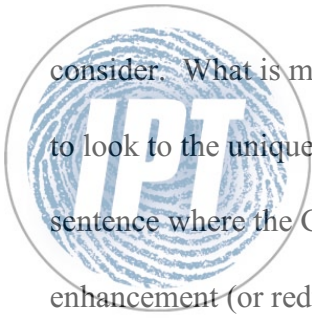 consider. What is m
to look to the unique
IPT
sentence where the
enhancement (or red